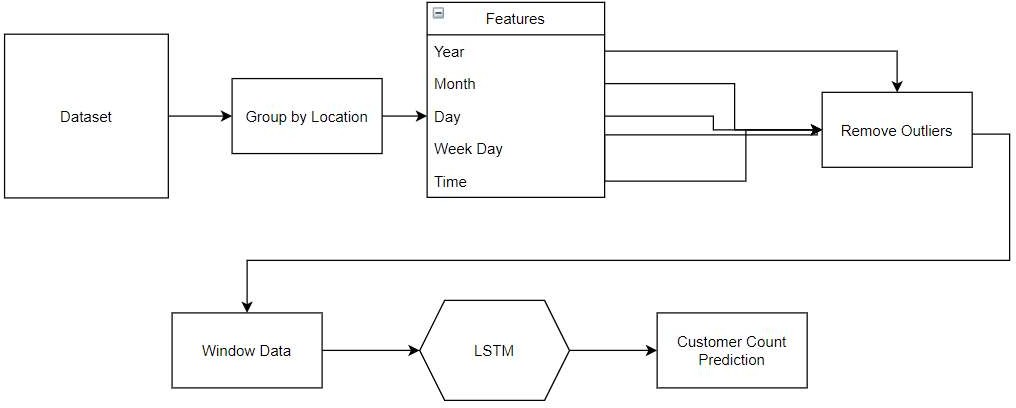 Dataset
Group by Location
Features
Year
Month
Day
Week Day
Time
Remove Outliers
Window Data
LSTM
Customer Count
Prediction